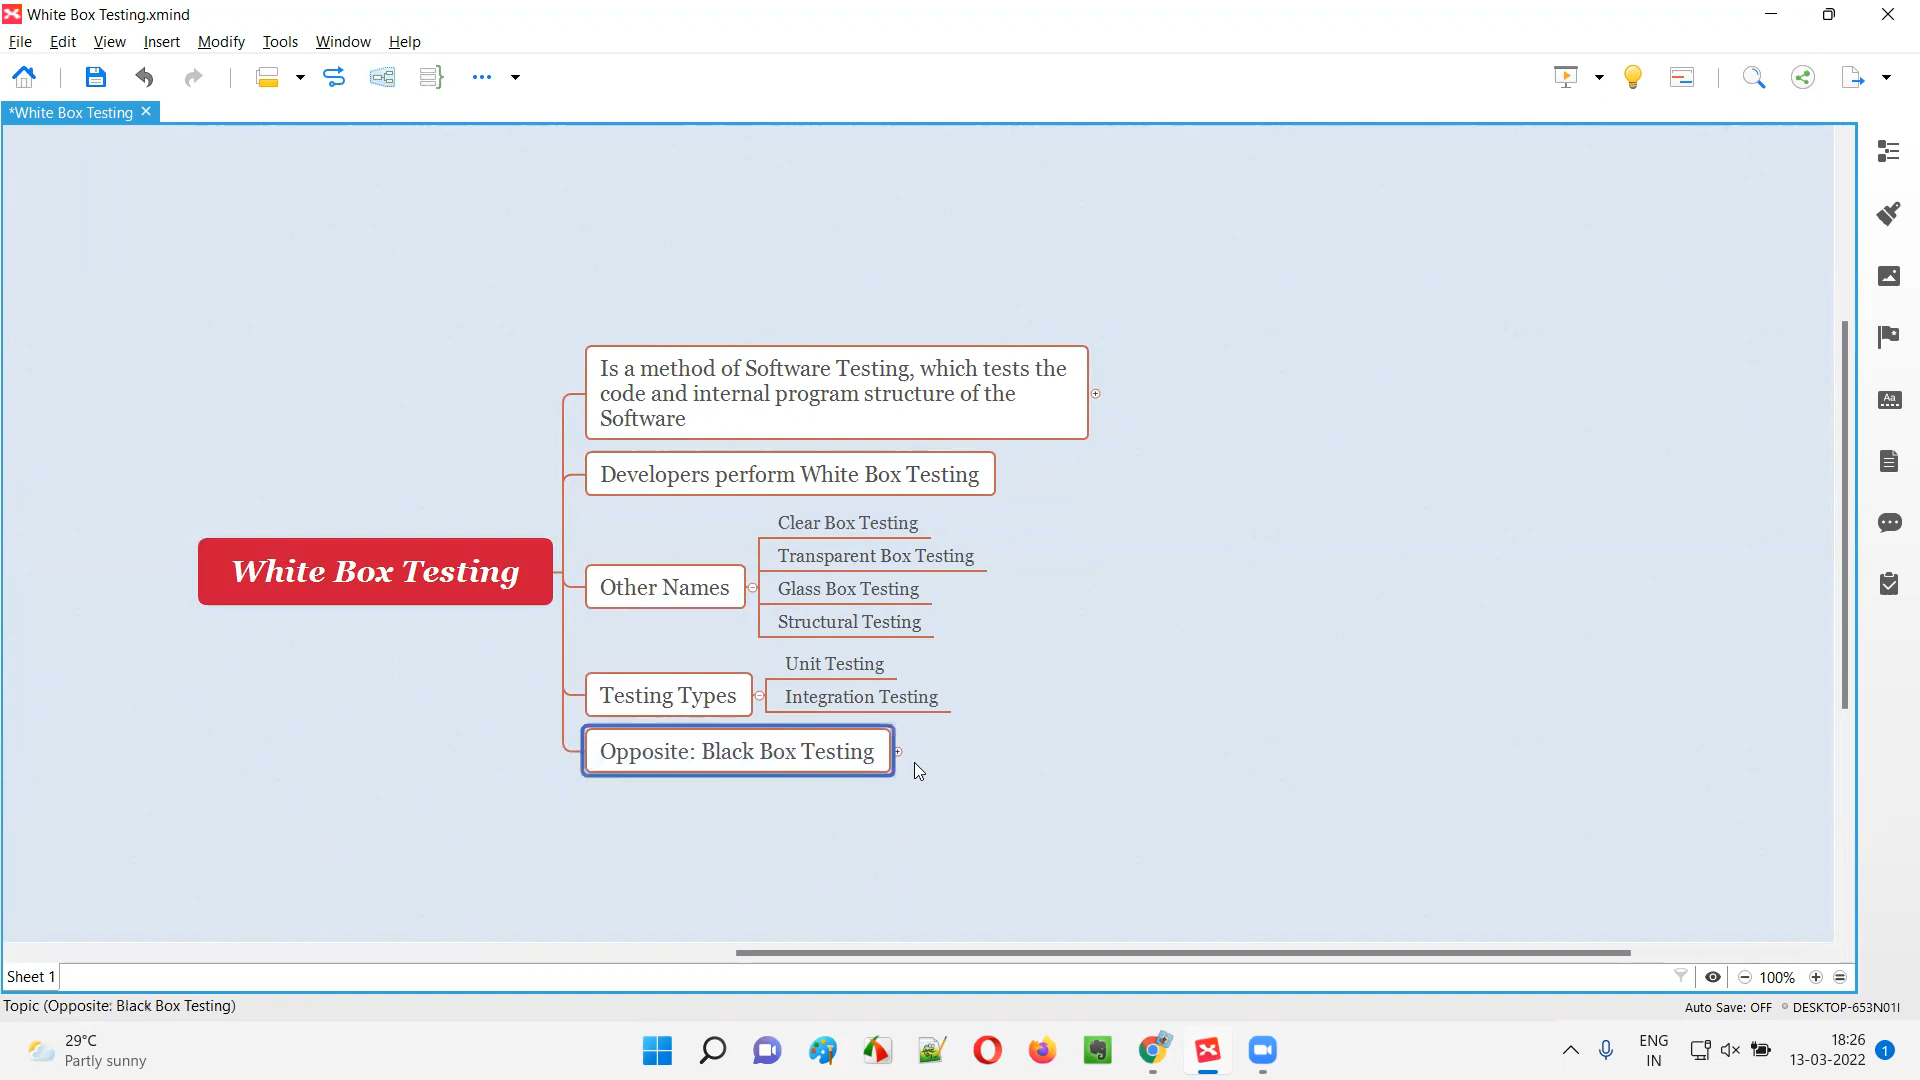 White Box Testing.xmind
File Edit View Insert Modify Tools Window Help
*White Box Testing
Is a method of Software Testing, which tests the
code and internal program structure of the
Software
Developers perform White Box Testing
White Box Testing
Other Names
Clear Box Testing
Transparent Box Testing
Glass Box Testing
Structural Testing
Testing Types
Unit Testing
Integration Testing
Opposite: Black Box Testing
Aa
Sheet 1
100%
Topic (Opposite: Black Box Testing)
Auto Save: OFF
DESKTOP-653N01I
29°C
Partly sunny
ENG
IN
18:26
13-03-2022
1